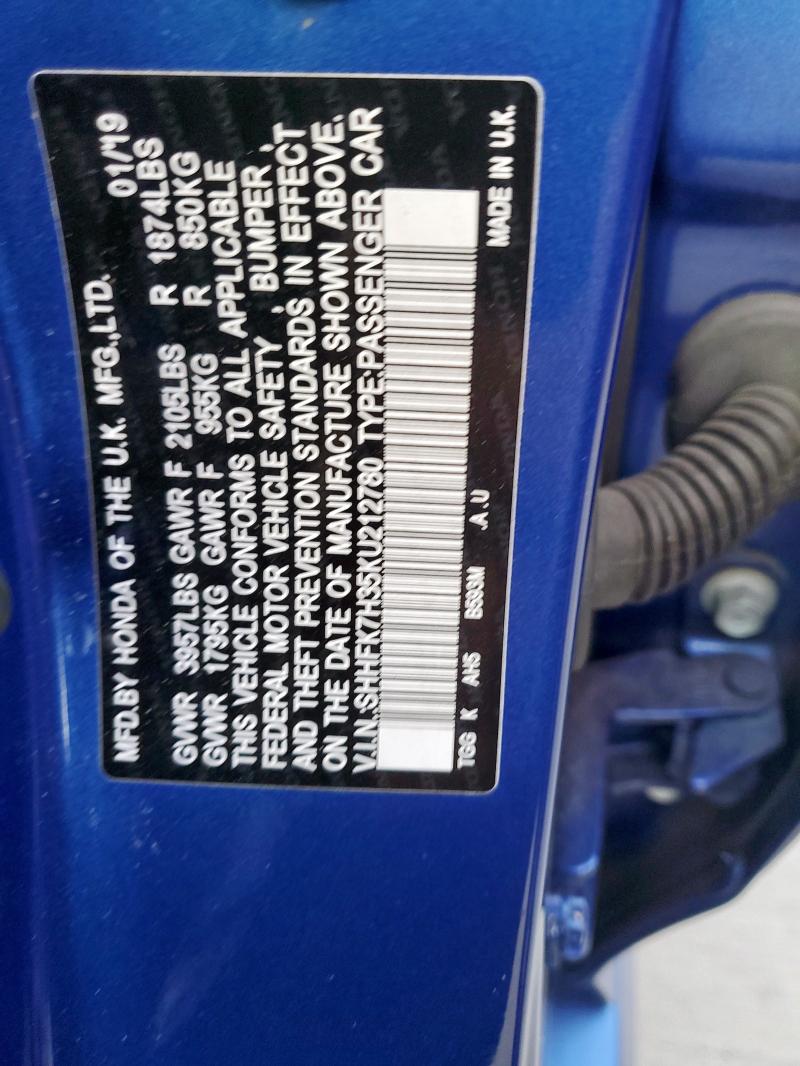 MFD.BY HONDA OF THE U.K. MFG.,LTD. 01/'19
GVWR 3957LBS GAWR F 2105LBS R 1874LBS
GVWR 1795KG GAWR F 955KG R 850KG
THIS VEHICLE CONFORMS TO ALL APPLICABLE
FEDERAL MOTOR VEHICLE SAFETY , BUMPER ,
AND THEFT PREVENTION STANDARDS IN EFFECT
ON THE DATE OF MANUFACTURE SHOWN ABOVE.
V.I.N.:SHHFK7H35KU212780 TYPE:PASSENGER CAR
TGG K AH5 B593M .A.U MADE IN U.K.